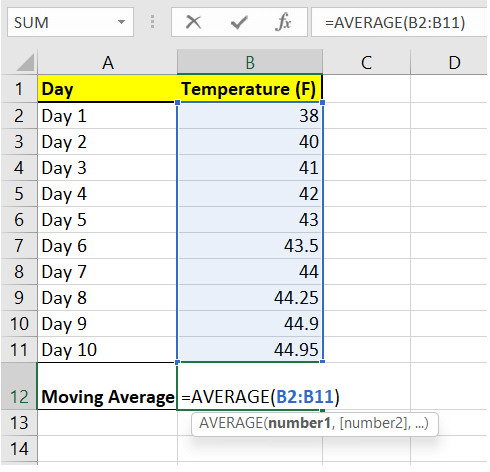 SUM fx =AVERAGE(B2:B11)
A B C D
1 Day Temperature (F)
2 Day 1 38
3 Day 2 40
4 Day 3 41
5 Day 4 42
6 Day 5 43
7 Day 6 43.5
8 Day 7 44
9 Day 8 44.25
10 Day 9 44.9
11 Day 10 44.95
12 Moving Average =AVERAGE(B2:B11)
13 AVERAGE(number1, [number2], ...)
14